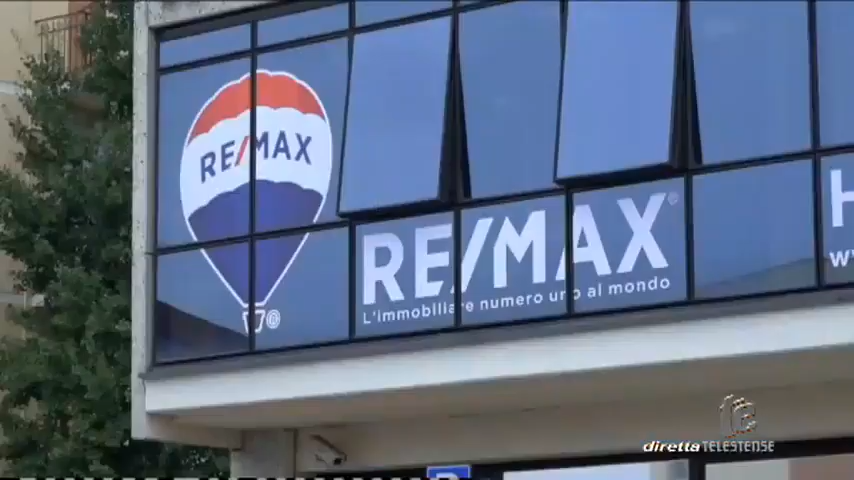 RE/MAX
RE/MAX®
L'immobiliare numero uno al mondo
H
w
diretta TELESTENSE